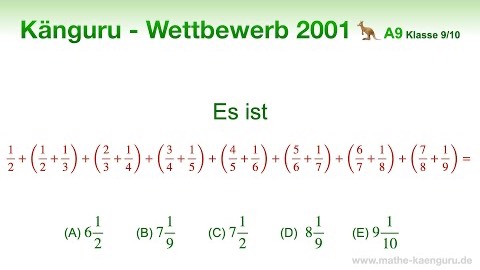 Känguru - Wettbewerb 2001 A9 Klasse 9/10
Es ist
1/2 + (1/2 + 1/3) + (2/3 + 1/4) + (3/4 + 1/5) + (4/5 + 1/6) + (5/6 + 1/7) + (6/7 + 1/8) + (7/8 + 1/9) =
(A) 6 1/2 (B) 7 1/9 (C) 7 1/2 (D) 8 1/9 (E) 9 1/10
www.mathe-kaenguru.de